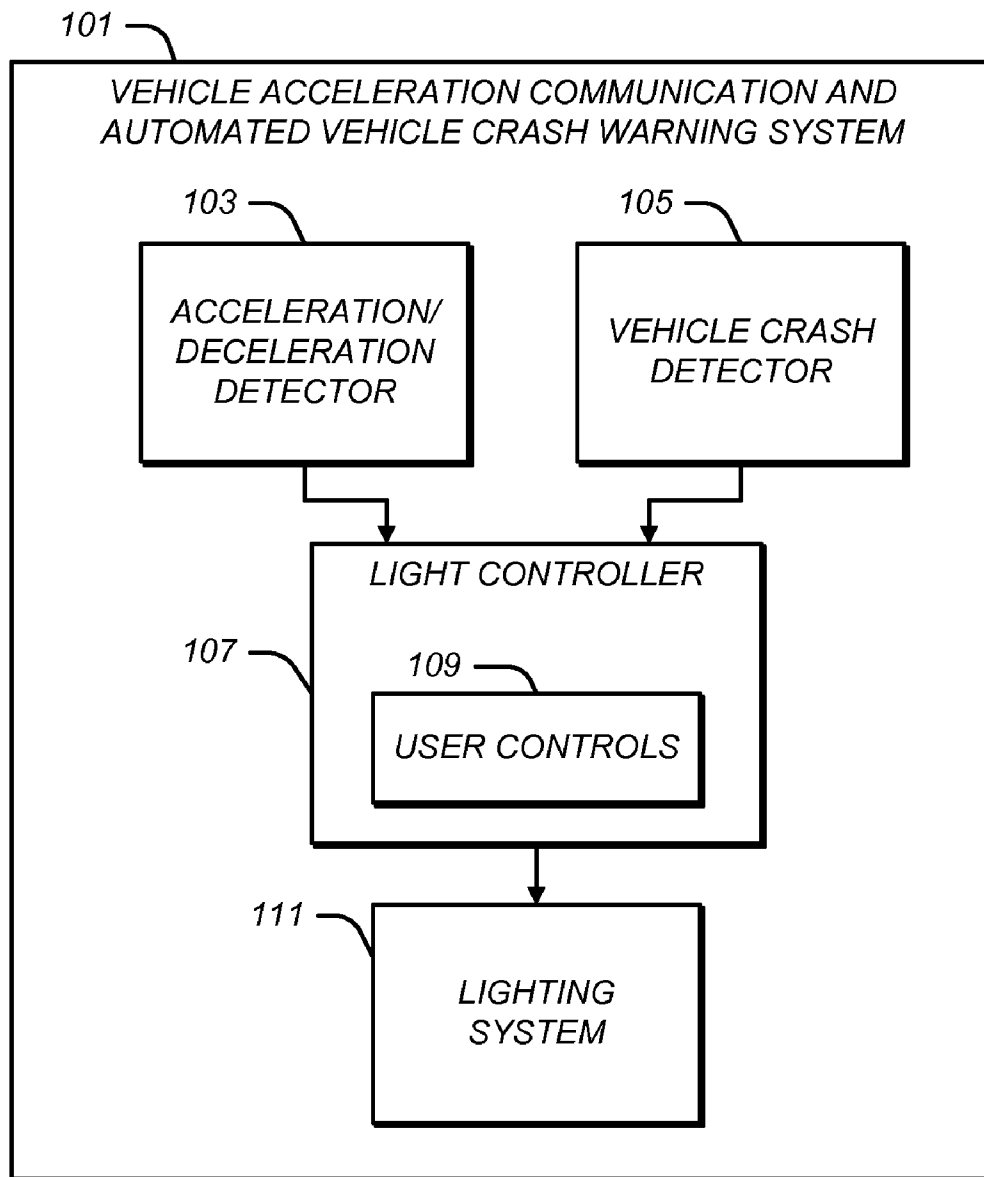 101
VEHICLE ACCELERATION COMMUNICATION AND
AUTOMATED VEHICLE CRASH WARNING SYSTEM
103
105
ACCELERATION/
DECELERATION
DETECTOR
VEHICLE CRASH
DETECTOR
LIGHT CONTROLLER
107
109
USER CONTROLS
111
LIGHTING
SYSTEM